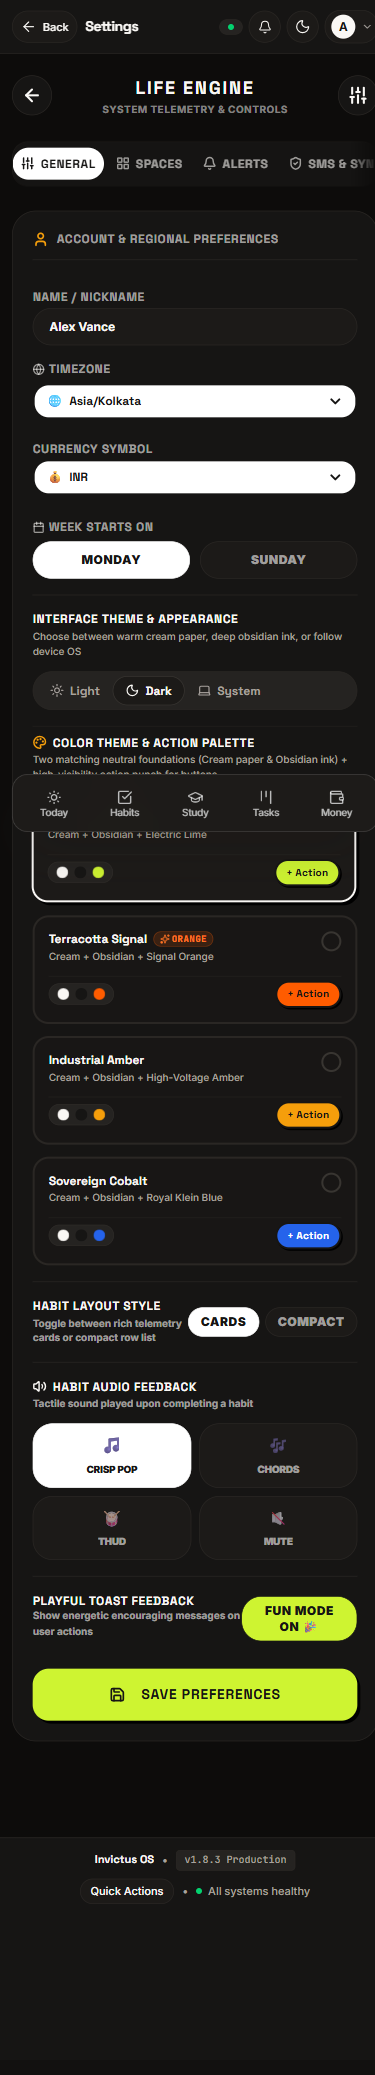 Back
Settings
A
LIFE ENGINE
SYSTEM TELEMETRY & CONTROLS
GENERAL
SPACES
ALERTS
SMS & SYN
ACCOUNT & REGIONAL PREFERENCES
NAME / NICKNAME
Alex Vance
TIMEZONE
Asia/Kolkata
CURRENCY SYMBOL
INR
WEEK STARTS ON
MONDAY
SUNDAY
INTERFACE THEME & APPEARANCE
Choose between warm cream paper, deep obsidian ink, or follow
device OS
Light
Dark
System
COLOR THEME & ACTION PALETTE
Two matching neutral foundations (Cream paper & Obsidian ink) +
high-visibility action punch for buttons
Today
Habits
Study
Tasks
Money
Cream + Obsidian + Electric Lime
+ Action
Terracotta Signal
ORANGE
Cream + Obsidian + Signal Orange
+ Action
Industrial Amber
Cream + Obsidian + High-Voltage Amber
+ Action
Sovereign Cobalt
Cream + Obsidian + Royal Klein Blue
+ Action
HABIT LAYOUT STYLE
Toggle between rich telemetry
cards or compact row list
CARDS
COMPACT
HABIT AUDIO FEEDBACK
Tactile sound played upon completing a habit
CRISP POP
CHORDS
THUD
MUTE
PLAYFUL TOAST FEEDBACK
Show energetic encouraging messages on
user actions
FUN MODE
ON 🎉
SAVE PREFERENCES
Invictus OS • v1.8.3 Production
Quick Actions • All systems healthy